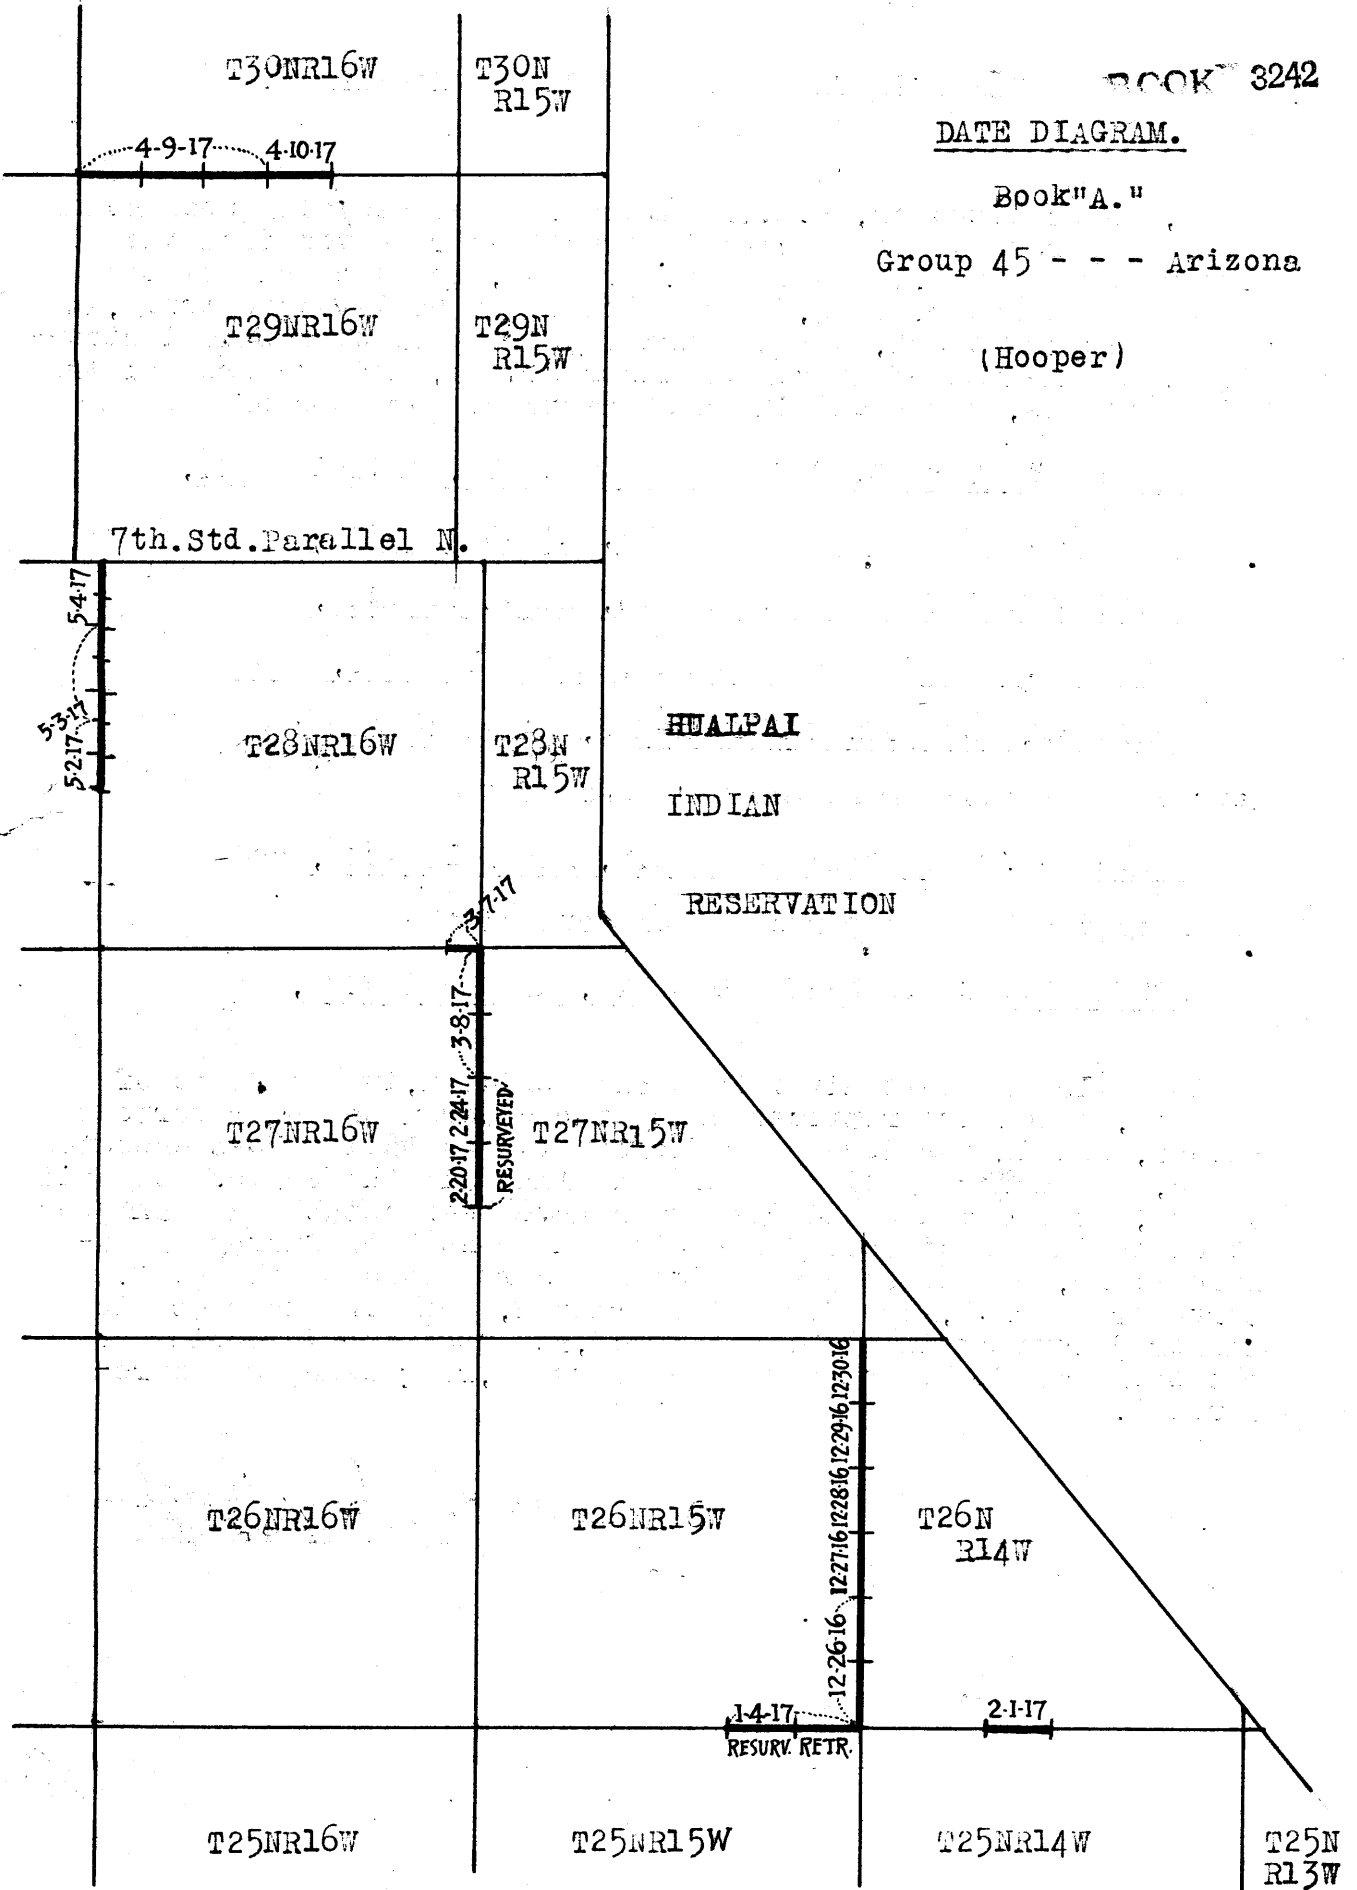 BOOK 3242
DATE DIAGRAM.
Book"A."
Group 45 - - - Arizona
(Hooper)
T30NR16W
T30N
R15W
4-9-17
4-10-17
T29NR16W
T29N
R15W
7th.Std.Parallel N.
5-4-17
5-3-17
5-2-17
T28NR16W
T28N
R15W
HUALPAI
INDIAN
RESERVATION
3-7-17
3-8-17
2-24-17
2-20-17
RESURVEYED
T27NR16W
T27NR15W
12-30-16
12-29-16
12-28-16
12-27-16
12-26-16
T26NR16W
T26NR15W
T26N
R14W
1-4-17
RESURV. RETR.
2-1-17
T25NR16W
T25NR15W
T25NR14W
T25N
R13W